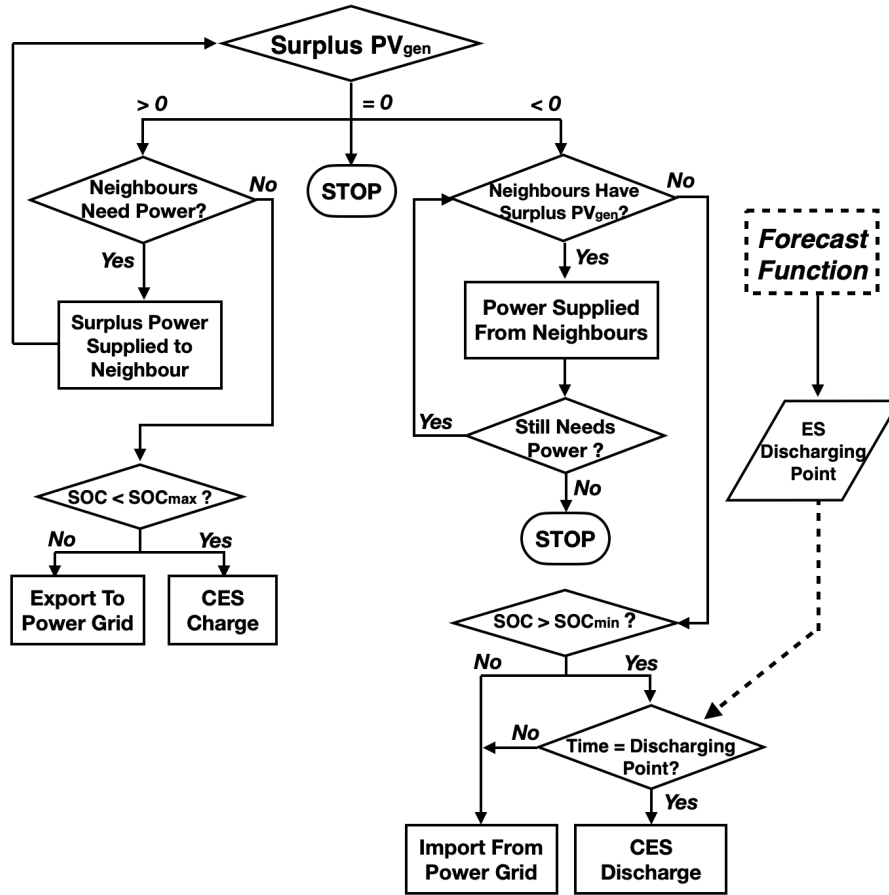 Surplus PVgen
> 0
= 0
< 0
Neighbours
Need Power?
No
STOP
Neighbours Have
Surplus PVgen?
No
Yes
Yes
Forecast
Function
Surplus Power
Supplied to
Neighbour
Power Supplied
From Neighbours
Yes
Still Needs
Power ?
ES
Discharging
Point
No
SOC < SOCmax ?
STOP
No
Yes
Export To
Power Grid
CES
Charge
SOC > SOCmin ?
No
Yes
No
Time = Discharging
Point?
Yes
Import From
Power Grid
CES
Discharge